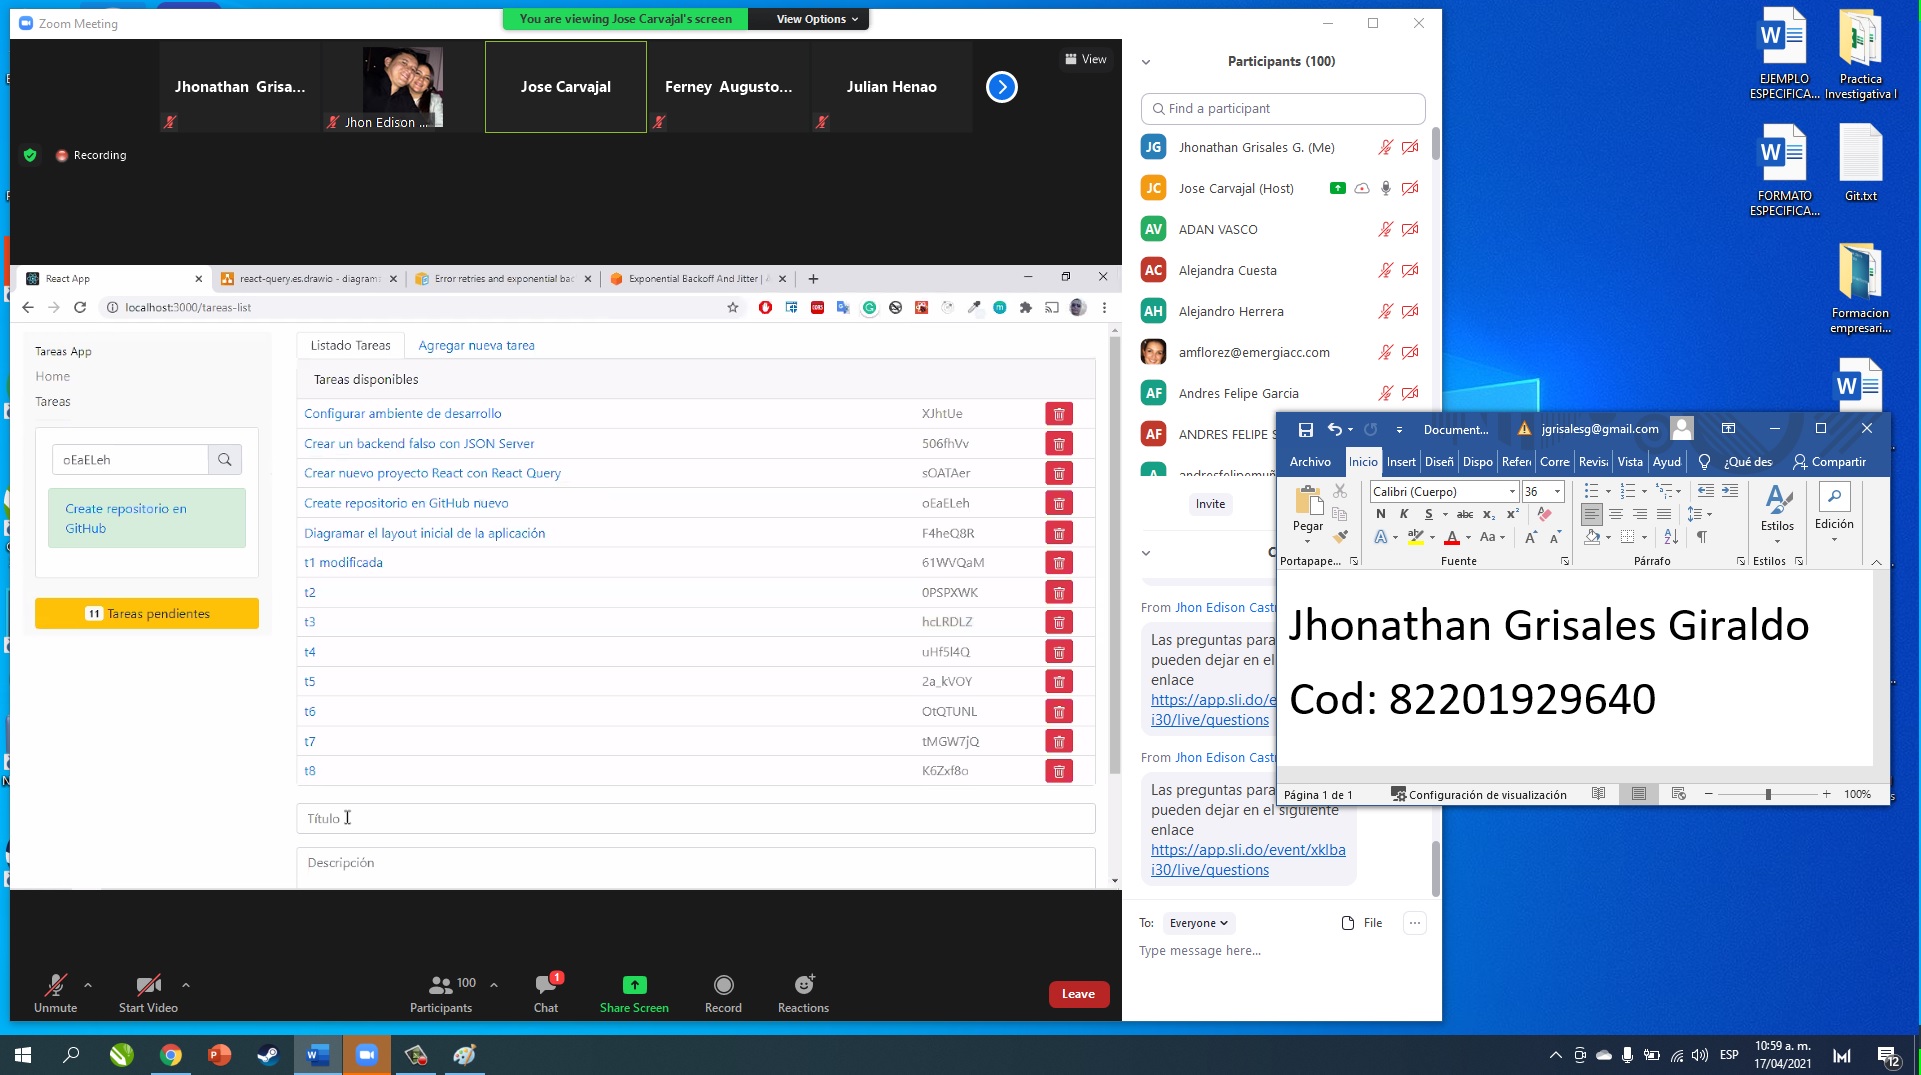 Zoom Meeting
You are viewing Jose Carvajal's screen
View Options
View
Jhonathan Grisa...
Jhon Edison ...
Jose Carvajal
Ferney Augusto...
Julian Henao
Recording
React App
react-query.es.drawio - diagram
Error retries and exponential bac
Exponential Backoff And Jitter |
localhost:3000/tareas-list
Tareas App
Home
Tareas
oEaELeh
Create repositorio en
GitHub
11 Tareas pendientes
Listado Tareas
Agregar nueva tarea
Tareas disponibles
Configurar ambiente de desarrollo XJhtUe
Crear un backend falso con JSON Server 506fhVv
Crear nuevo proyecto React con React Query sOATAer
Create repositorio en GitHub nuevo oEaELeh
Diagramar el layout inicial de la aplicación F4heQ8R
t1 modificada 61WVQaM
t2 0PSPXWK
t3 hcLRDLZ
t4 uHf5l4Q
t5 2a_kVOY
t6 OtQTUNL
t7 tMGW7jQ
t8 K6Zxf8o
Título
Descripción
Unmute
Start Video
100
Participants
1
Chat
Share Screen
Record
Reactions
Leave
Participants (100)
Find a participant
JG Jhonathan Grisales G. (Me)
JC Jose Carvajal (Host)
AV ADAN VASCO
AC Alejandra Cuesta
AH Alejandro Herrera
amflorez@emergiacc.com
AF Andres Felipe Garcia
AF ANDRES FELIPE S
Invite
From Jhon Edison Castr
Las preguntas para
pueden dejar en el
enlace
https://app.sli.do/e
i30/live/questions
From Jhon Edison Cast
Las preguntas para
pueden dejar en el siguiente
enlace
https://app.sli.do/event/xklba
i30/live/questions
To: Everyone
File
Type message here...
Document...
jgrisalesg@gmail.com
Archivo
Inicio
Insert
Diseñ
Dispo
Refer
Corre
Revis
Vista
Ayud
¿Qué des
Compartir
Pegar
Calibri (Cuerpo)
36
N K S abc x₂ x²
A Aa A A
Estilos
Edición
Portapape...
Fuente
Párrafo
Estilos
Jhonathan Grisales Giraldo
Cod: 82201929640
Página 1 de 1
Configuración de visualización
100%
EJEMPLO
ESPECIFICA...
Practica
Investigativa I
FORMATO
ESPECIFICA...
Git.txt
Formacion
empresari...
ESP
10:59 a. m.
17/04/2021
12